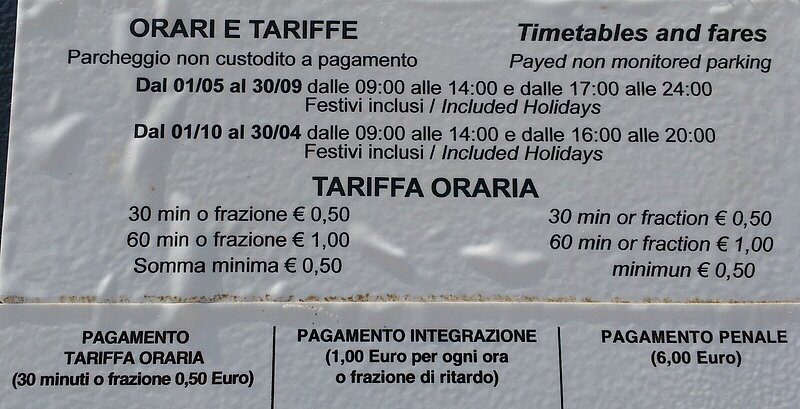 ORARI E TARIFFE
Timetables and fares
Parcheggio non custodito a pagamento
Payed non monitored parking
Dal 01/05 al 30/09 dalle 09:00 alle 14:00 e dalle 17:00 alle 24:00
Festivi inclusi / Included Holidays
Dal 01/10 al 30/04 dalle 09:00 alle 14:00 e dalle 16:00 alle 20:00
Festivi inclusi / Included Holidays
TARIFFA ORARIA
30 min o frazione € 0,50
30 min or fraction € 0,50
60 min o frazione € 1,00
60 min or fraction € 1,00
Somma minima € 0,50
minimun € 0,50
PAGAMENTO
TARIFFA ORARIA
(30 minuti o frazione 0,50 Euro)
PAGAMENTO INTEGRAZIONE
(1,00 Euro per ogni ora
o frazione di ritardo)
PAGAMENTO PENALE
(6,00 Euro)